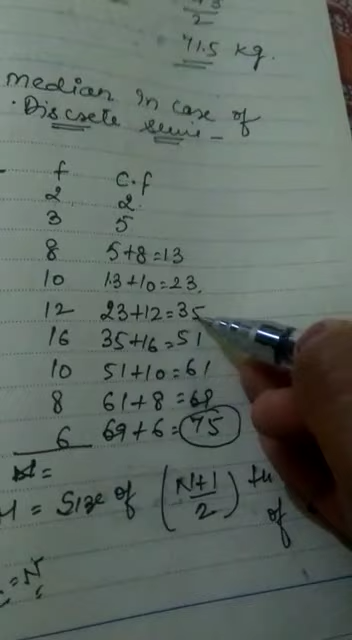 2
71.5 kg.
median in case of
Discrete serie –
f c.f
2 2
3 5
8 5+8=13
10 13+10=23.
12 23+12=35
16 35+16=51
10 51+10=61
8 61+8=69
6 69+6=75
=
M = Size of (N+1/2) th
of
=N